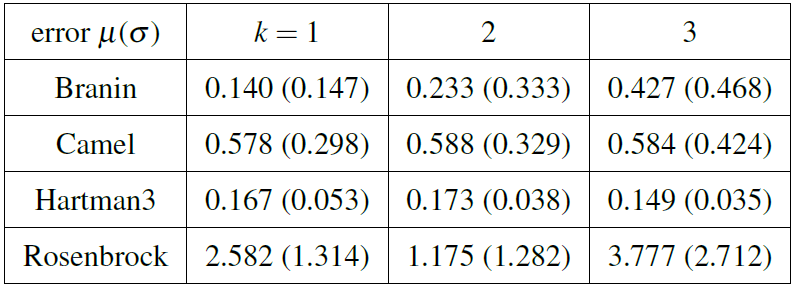 error μ(σ) k = 1 2 3
Branin 0.140 (0.147) 0.233 (0.333) 0.427 (0.468)
Camel 0.578 (0.298) 0.588 (0.329) 0.584 (0.424)
Hartman3 0.167 (0.053) 0.173 (0.038) 0.149 (0.035)
Rosenbrock 2.582 (1.314) 1.175 (1.282) 3.777 (2.712)